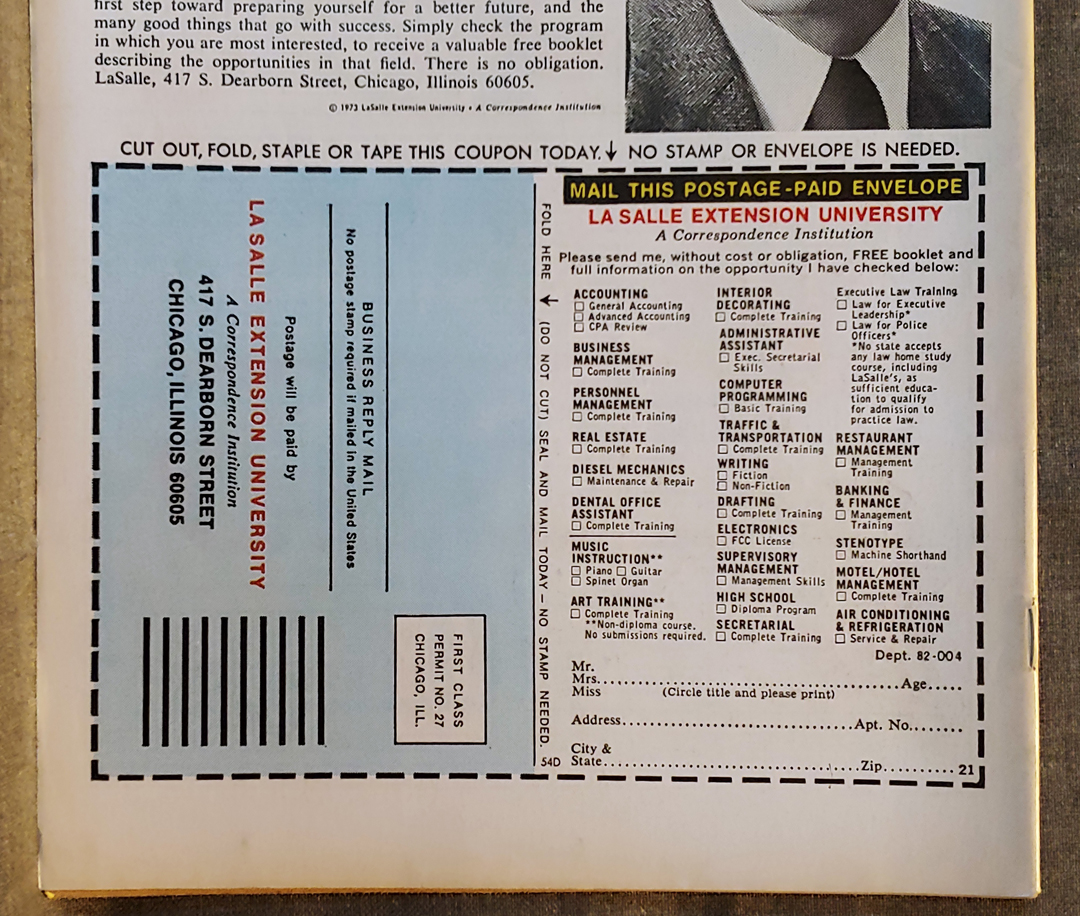 first step toward preparing yourself for a better future, and the
many good things that go with success. Simply check the program
in which you are most interested, to receive a valuable free booklet
describing the opportunities in that field. There is no obligation.
LaSalle, 417 S. Dearborn Street, Chicago, Illinois 60605.
© 1973 LaSalle Extension University • A Correspondence Institution
CUT OUT, FOLD, STAPLE OR TAPE THIS COUPON TODAY. ↓ NO STAMP OR ENVELOPE IS NEEDED.
BUSINESS REPLY MAIL
No postage stamp required if mailed in the United States
Postage will be paid by
LA SALLE EXTENSION UNIVERSITY
A Correspondence Institution
417 S. DEARBORN STREET
CHICAGO, ILLINOIS 60605
FIRST CLASS
PERMIT NO. 27
CHICAGO, ILL.
FOLD HERE ↓ (DO NOT CUT) SEAL AND MAIL TODAY – NO STAMP NEEDED.
54D
MAIL THIS POSTAGE-PAID ENVELOPE
LA SALLE EXTENSION UNIVERSITY
A Correspondence Institution
Please send me, without cost or obligation, FREE booklet and
full information on the opportunity I have checked below:
ACCOUNTING
☐ General Accounting
☐ Advanced Accounting
☐ CPA Review
BUSINESS
MANAGEMENT
☐ Complete Training
PERSONNEL
MANAGEMENT
☐ Complete Training
REAL ESTATE
☐ Complete Training
DIESEL MECHANICS
☐ Maintenance & Repair
DENTAL OFFICE
ASSISTANT
☐ Complete Training
MUSIC
INSTRUCTION**
☐ Piano ☐ Guitar
☐ Spinet Organ
ART TRAINING**
☐ Complete Training
**Non-diploma course.
No submissions required.
INTERIOR
DECORATING
☐ Complete Training
ADMINISTRATIVE
ASSISTANT
☐ Exec. Secretarial
Skills
COMPUTER
PROGRAMMING
☐ Basic Training
TRAFFIC &
TRANSPORTATION
☐ Complete Training
WRITING
☐ Fiction
☐ Non-Fiction
DRAFTING
☐ Complete Training
ELECTRONICS
☐ FCC License
SUPERVISORY
MANAGEMENT
☐ Management Skills
HIGH SCHOOL
☐ Diploma Program
SECRETARIAL
☐ Complete Training
Executive Law Training
☐ Law for Executive
Leadership*
☐ Law for Police
Officers*
*No state accepts
any law home study
course, including
LaSalle's, as
sufficient educa-
tion to qualify
for admission to
practice law.
RESTAURANT
MANAGEMENT
☐ Management
Training
BANKING
& FINANCE
☐ Management
Training
STENOTYPE
☐ Machine Shorthand
MOTEL/HOTEL
MANAGEMENT
☐ Complete Training
AIR CONDITIONING
& REFRIGERATION
☐ Service & Repair
Dept. 82-004
Mr.
Mrs. Age
Miss (Circle title and please print)
Address Apt. No.
City &
State Zip 21